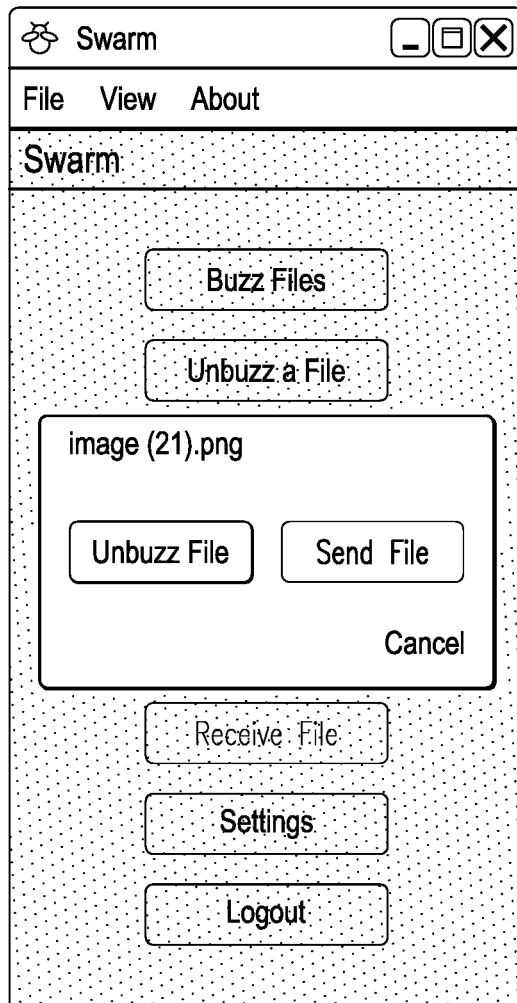 Swarm
File View About
Swarm
Buzz Files
Unbuzz a File
image (21).png
Unbuzz File Send File
Cancel
Receive File
Settings
Logout